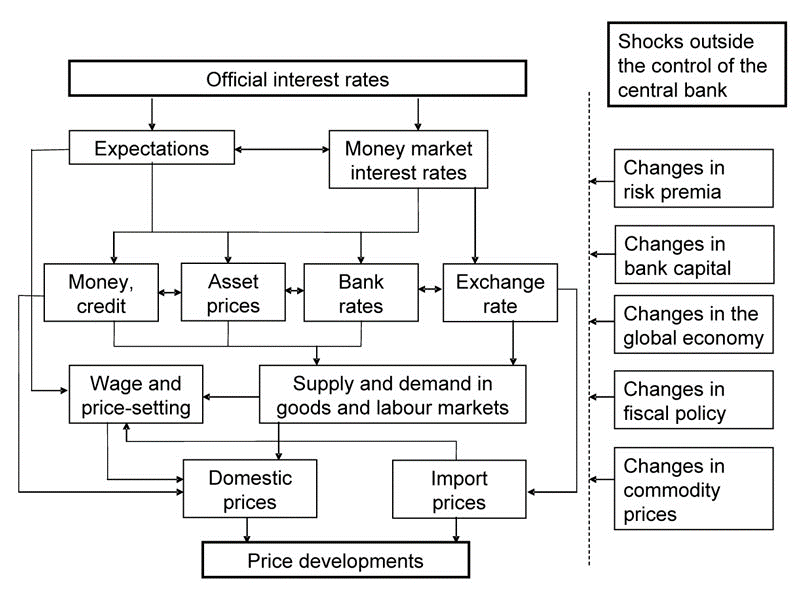 Official interest rates
Shocks outside
the control of the
central bank
Expectations
Money market
interest rates
Changes in
risk premia
Changes in
bank capital
Money,
credit
Asset
prices
Bank
rates
Exchange
rate
Changes in the
global economy
Wage and
price-setting
Supply and demand in
goods and labour markets
Changes in
fiscal policy
Domestic
prices
Import
prices
Changes in
commodity
prices
Price developments